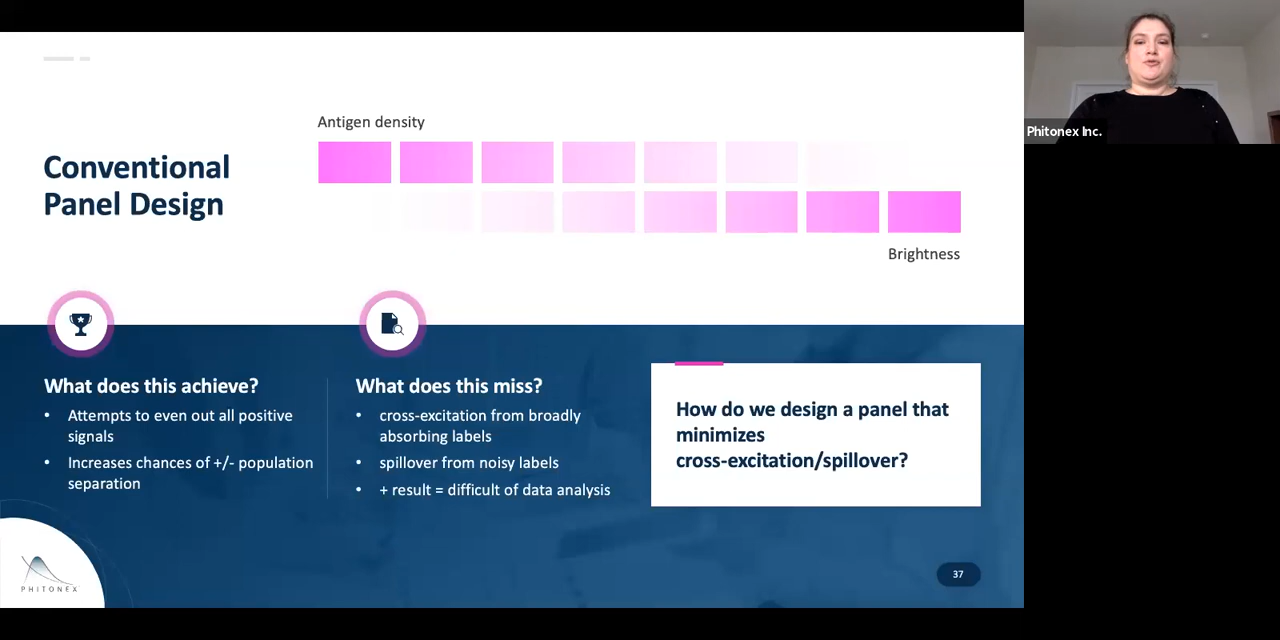 Antigen density
Conventional
Panel Design
Brightness
What does this achieve?
• Attempts to even out all positive
signals
• Increases chances of +/- population
separation
What does this miss?
• cross-excitation from broadly
absorbing labels
• spillover from noisy labels
• + result = difficult of data analysis
How do we design a panel that
minimizes
cross-excitation/spillover?
PHITONEX
37
Phitonex Inc.